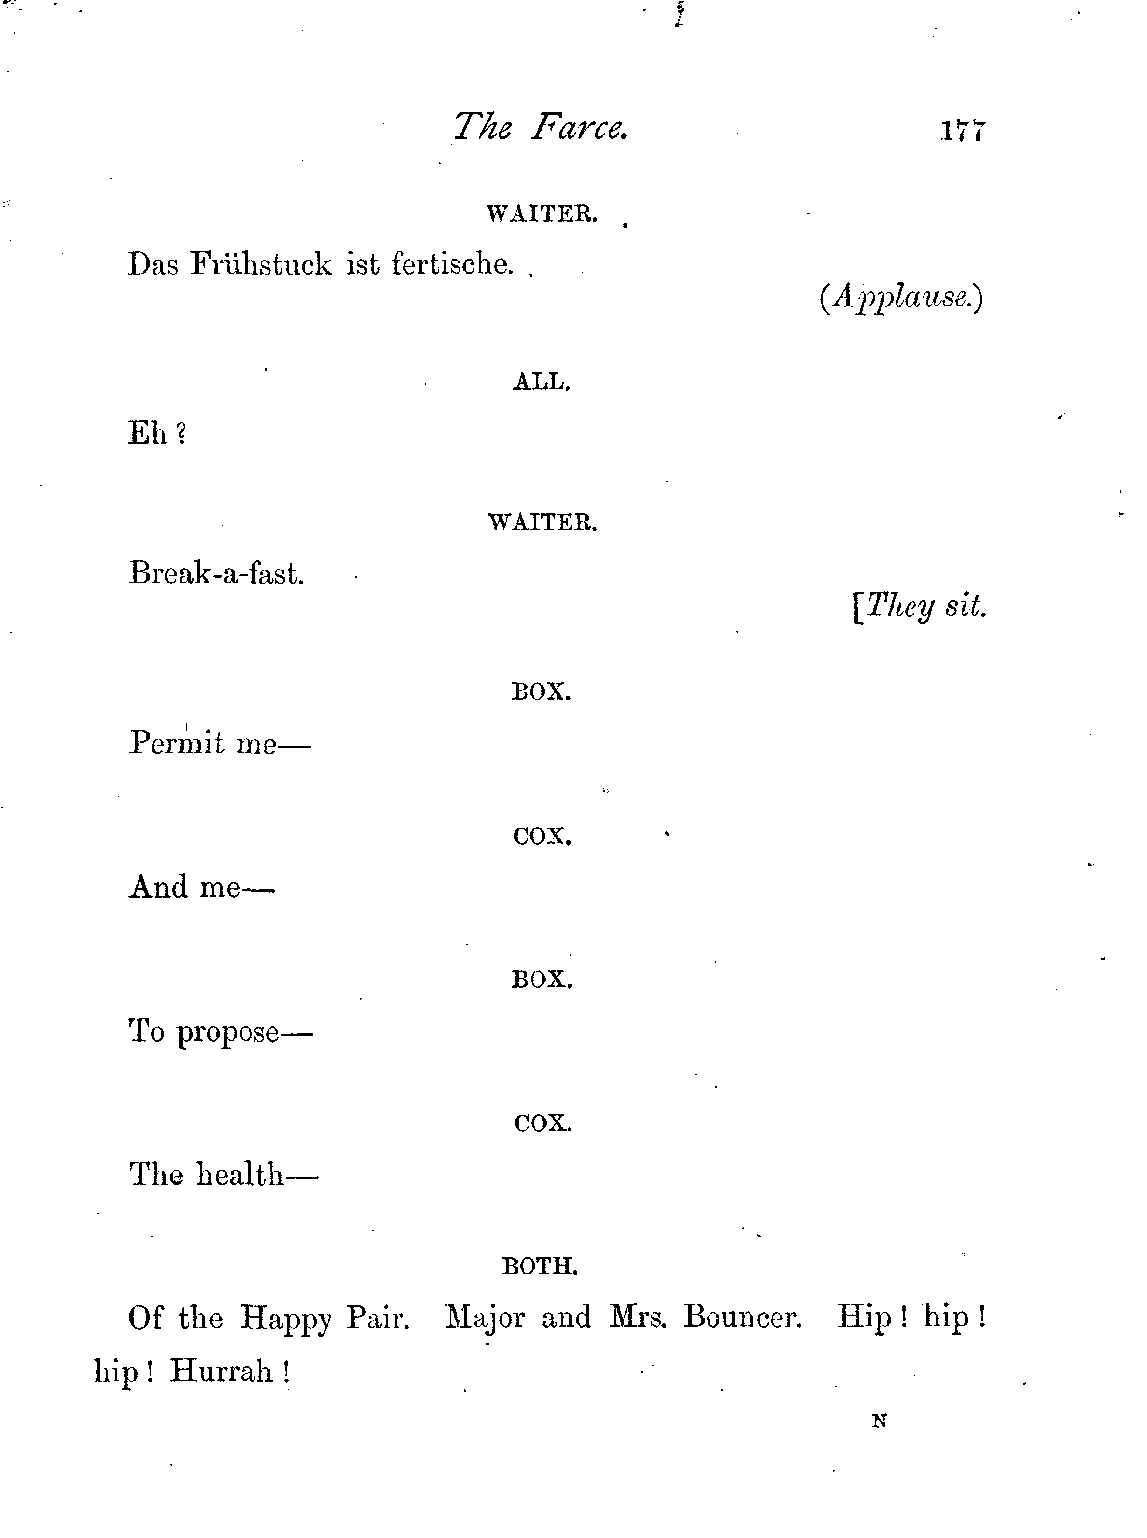 The Farce. 177
WAITER.
Das Frühstuck ist fertische.
(Applause.)
ALL.
Eh?
WAITER.
Break-a-fast.
[They sit.
BOX.
Permit me—
COX.
And me—
BOX.
To propose—
COX.
The health—
BOTH.
Of the Happy Pair. Major and Mrs. Bouncer. Hip! hip!
hip! Hurrah!
N